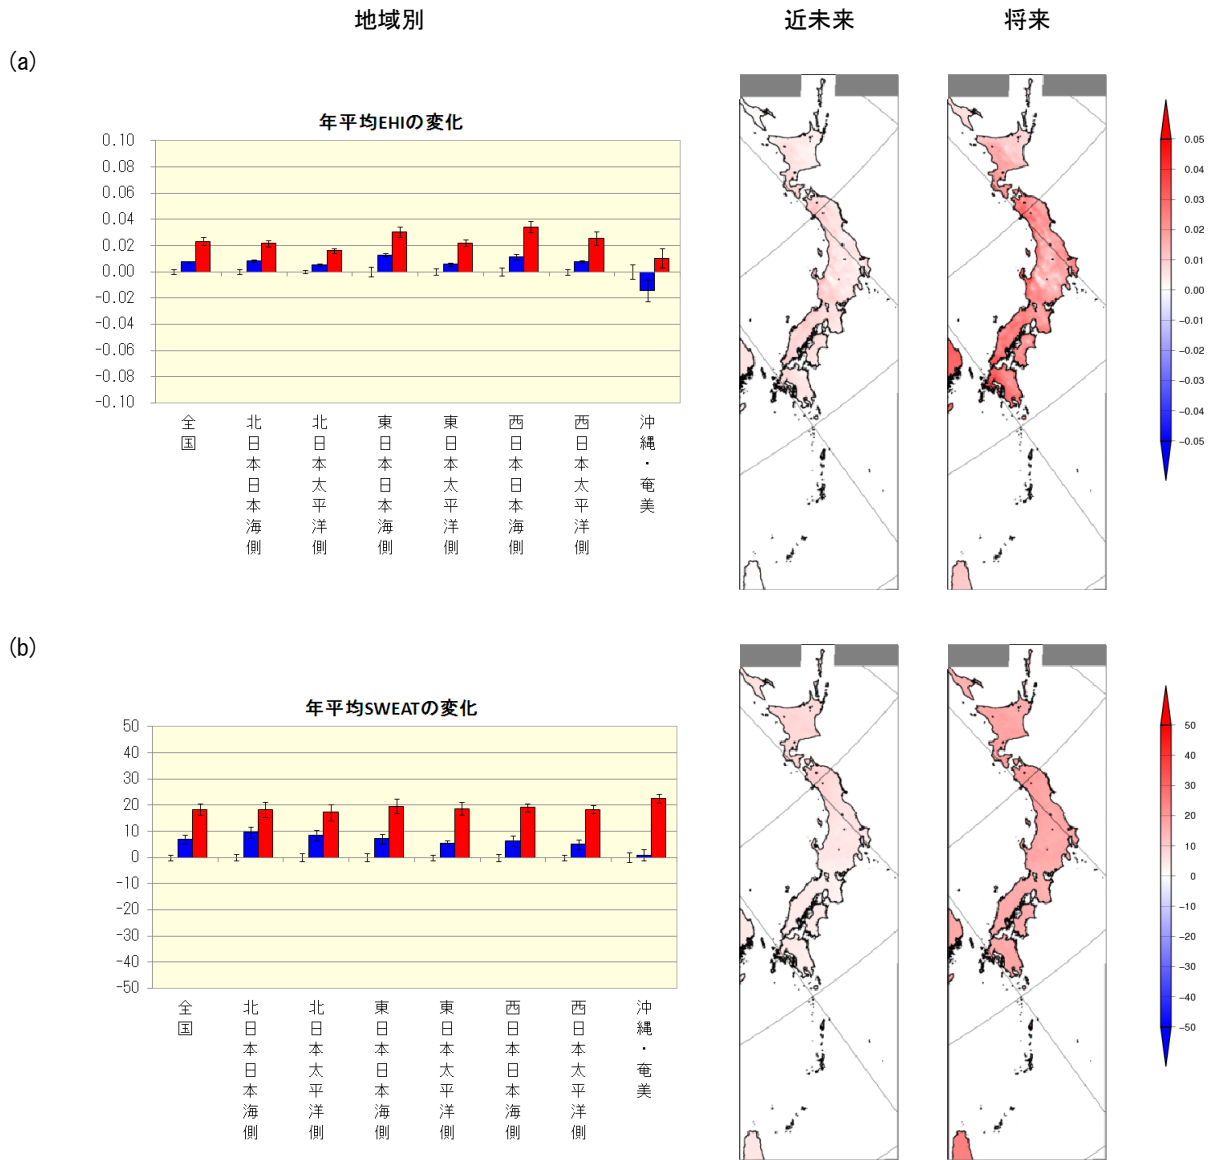 地域別
近未来
将来
(a)
年平均EHIの変化
0.10
0.08
0.06
0.04
0.02
0.00
-0.02
-0.04
-0.06
-0.08
-0.10
全国
北日本日本海側
北日本太平洋側
東日本日本海側
東日本太平洋側
西日本日本海側
西日本太平洋側
沖縄・奄美
0.05
0.04
0.03
0.02
0.01
0.00
-0.01
-0.02
-0.03
-0.04
-0.05
(b)
年平均SWEATの変化
50
40
30
20
10
0
-10
-20
-30
-40
-50
全国
北日本日本海側
北日本太平洋側
東日本日本海側
東日本太平洋側
西日本日本海側
西日本太平洋側
沖縄・奄美
50
40
30
20
10
0
-10
-20
-30
-40
-50